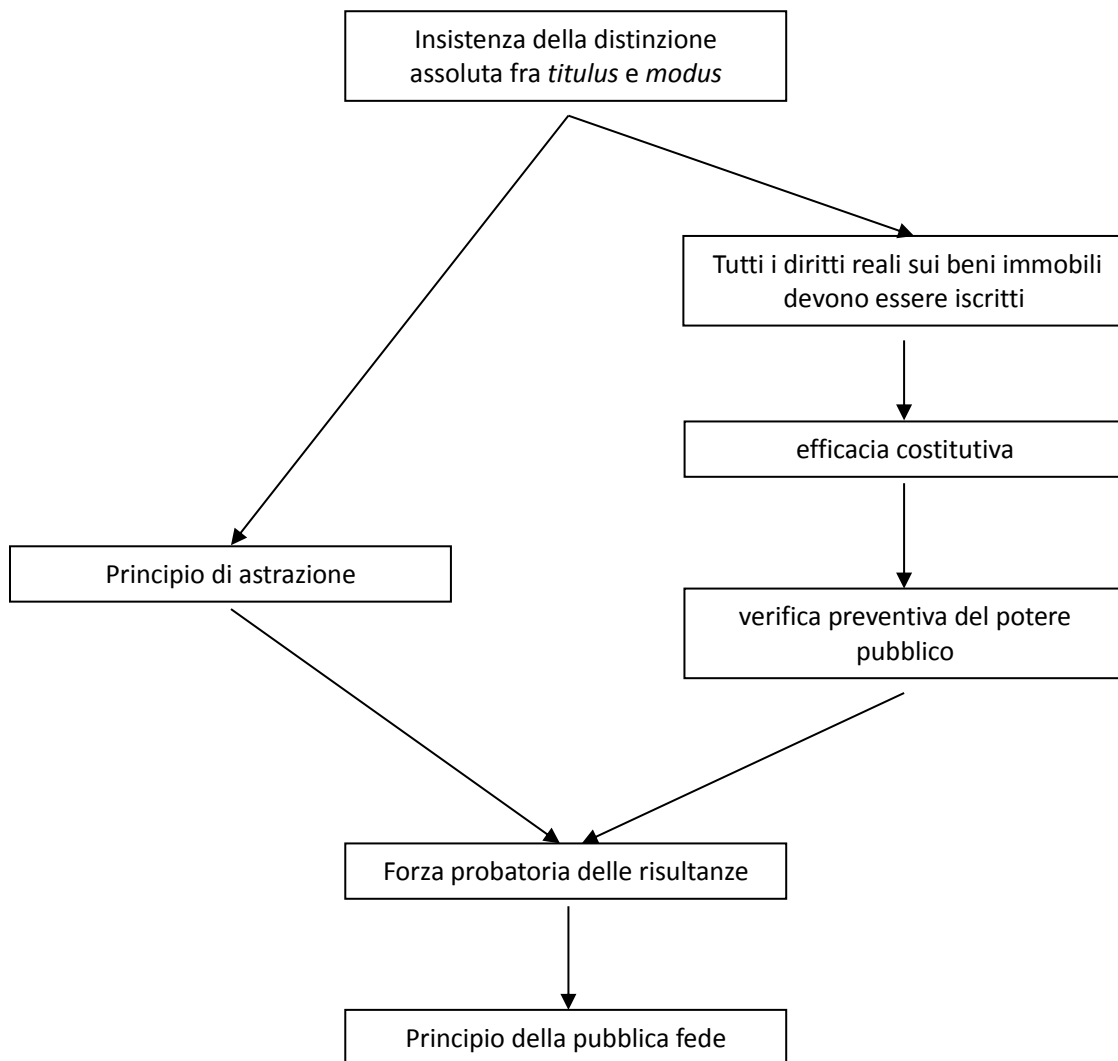 Insistenza della distinzione
assoluta fra titulus e modus
Tutti i diritti reali sui beni immobili
devono essere iscritti
efficacia costitutiva
Principio di astrazione
verifica preventiva del potere
pubblico
Forza probatoria delle risultanze
Principio della pubblica fede